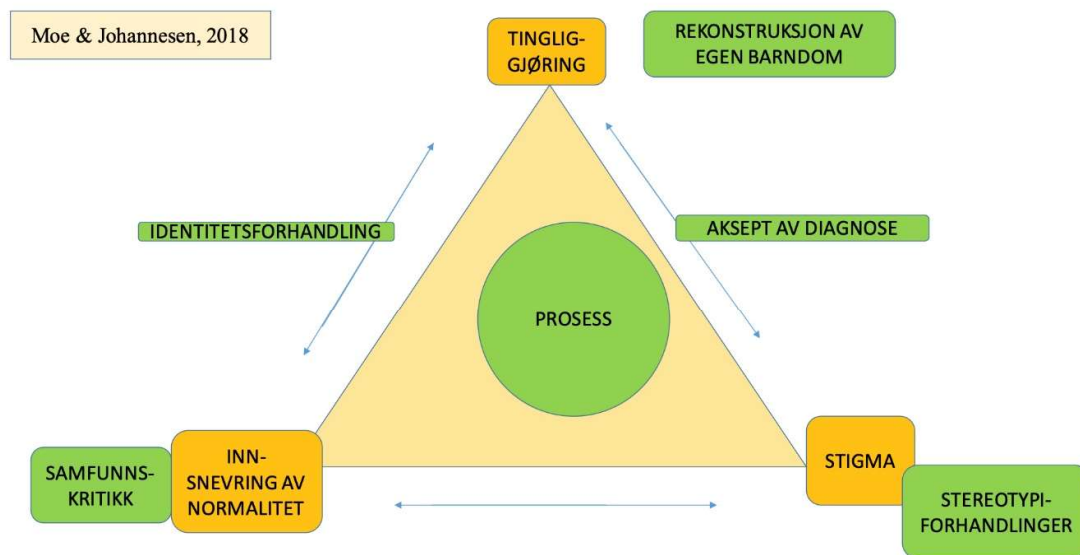 Moe & Johannesen, 2018
TINGLIG-
GJØRING
REKONSTRUKSJON AV
EGEN BARNDOM
IDENTITETSFORHANDLING
AKSEPT AV DIAGNOSE
PROSESS
SAMFUNNS-
KRITIKK
INN-
SNEVRING AV
NORMALITET
STIGMA
STEREOTYPI-
FORHANDLINGER